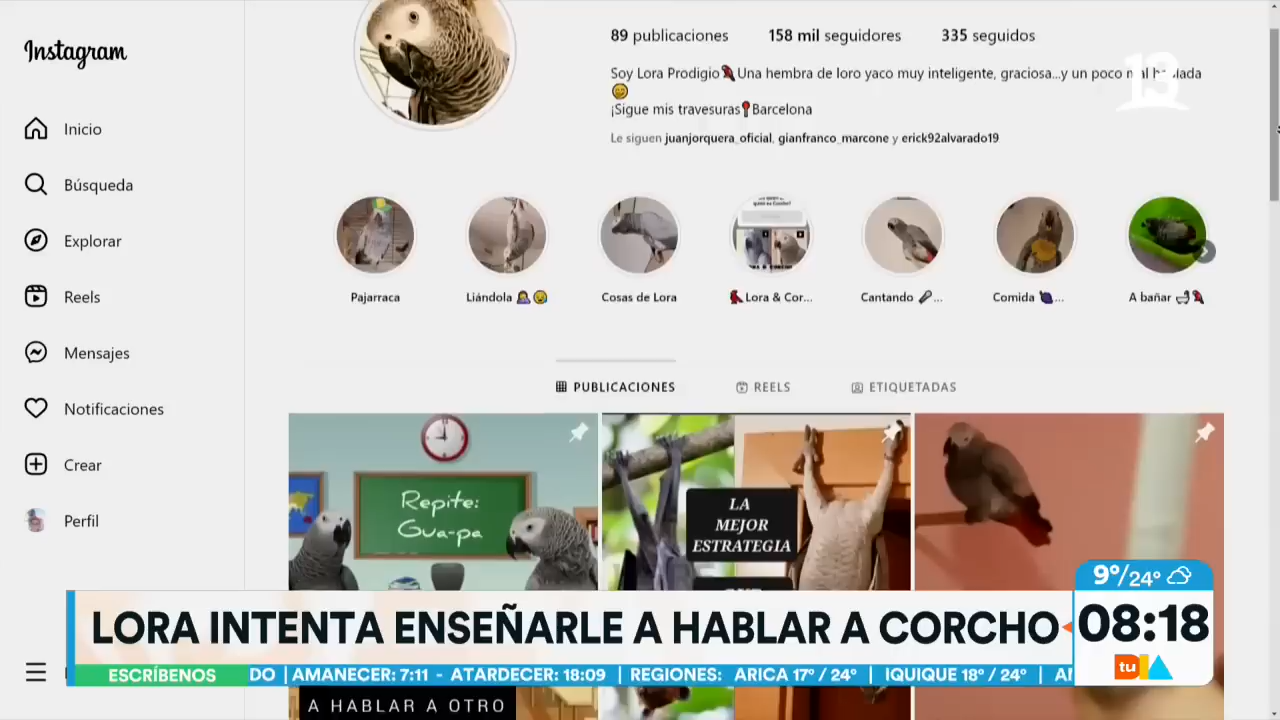 Instagram
Inicio
Búsqueda
Explorar
Reels
Mensajes
Notificaciones
Crear
Perfil
89 publicaciones 158 mil seguidores 335 seguidos
Soy Lora Prodigio Una hembra de loro yaco muy inteligente, graciosa...y un poco
¡Sigue mis travesuras Barcelona
Le siguen juanjorquera_oficial, gianfranco_marcone y erick92alvarado19
13
Pajarraca
Liándola
Cosas de Lora
Lora & Cor...
Cantando ...
Comida ...
A bañar
PUBLICACIONES
REELS
ETIQUETADAS
Repite:
Gua-pa
LA
MEJOR
ESTRATEGIA
9°/24°
LORA INTENTA ENSEÑARLE A HABLAR A CORCHO
08:18
tu DÍA
ESCRÍBENOS
DO | AMANECER: 7:11 - ATARDECER: 18:09 | REGIONES: ARICA 17° / 24° | IQUIQUE 18° / 24° |
A HABLAR A OTRO